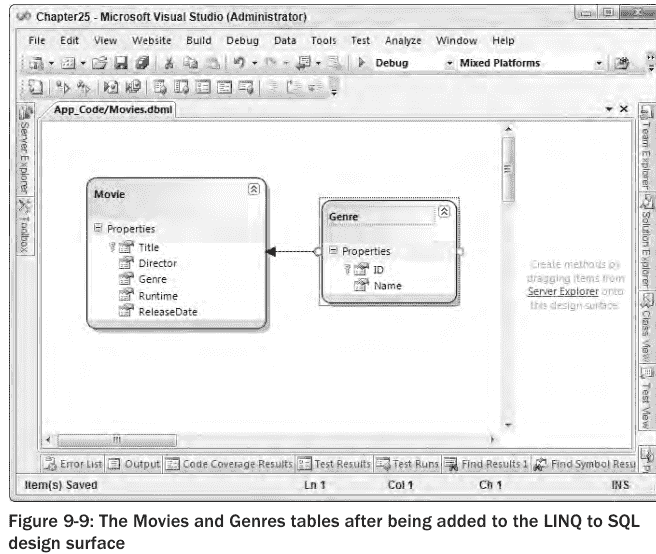 Chapter25 - Microsoft Visual Studio (Administrator)
File Edit View Website Build Debug Data Tools Test Analyze Window Help
Debug Mixed Platforms
App_Code/Movies.dbml
Server Explorer
Toolbox
Movie
Properties
Title
Director
Genre
Runtime
ReleaseDate
Genre
Properties
ID
Name
Create methods by
dragging items from
Server Explorer onto
this design surface.
Team Explorer
Solution Explorer
Class View
Test View
Error List Output Code Coverage Results Test Results Test Runs Find Results 1 Find Symbol Resu
Item(s) Saved Ln 1 Col 1 Ch 1 INS
Figure 9-9: The Movies and Genres tables after being added to the LINQ to SQL
design surface